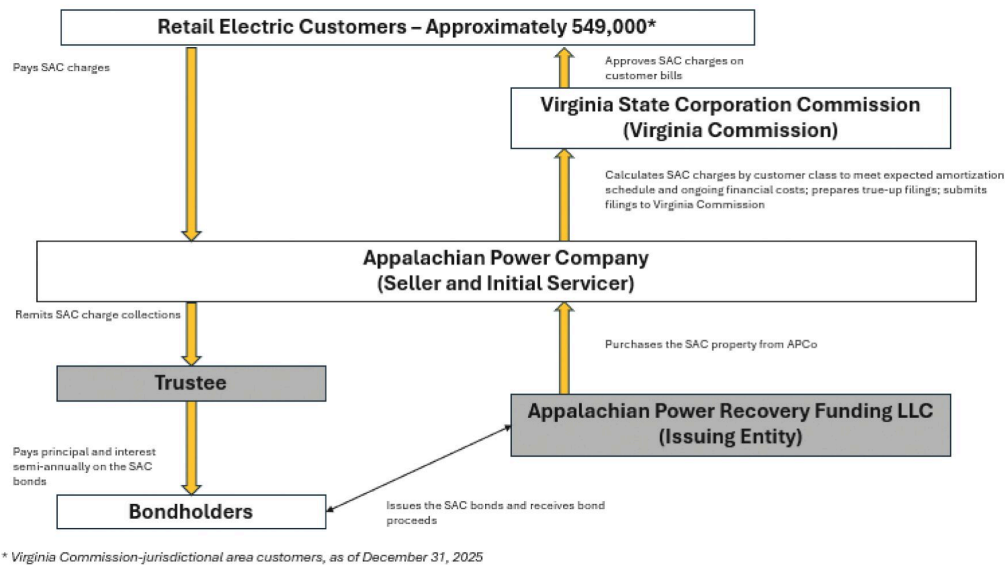 Retail Electric Customers – Approximately 549,000*
Pays SAC charges
Approves SAC charges on
customer bills
Virginia State Corporation Commission
(Virginia Commission)
Calculates SAC charges by customer class to meet expected amortization
schedule and ongoing financial costs; prepares true-up filings; submits
filings to Virginia Commission
Appalachian Power Company
(Seller and Initial Servicer)
Remits SAC charge collections
Purchases the SAC property from APCo
Trustee
Appalachian Power Recovery Funding LLC
(Issuing Entity)
Pays principal and interest
semi-annually on the SAC
bonds
Bondholders
Issues the SAC bonds and receives bond
proceeds
* Virginia Commission-jurisdictional area customers, as of December 31, 2025